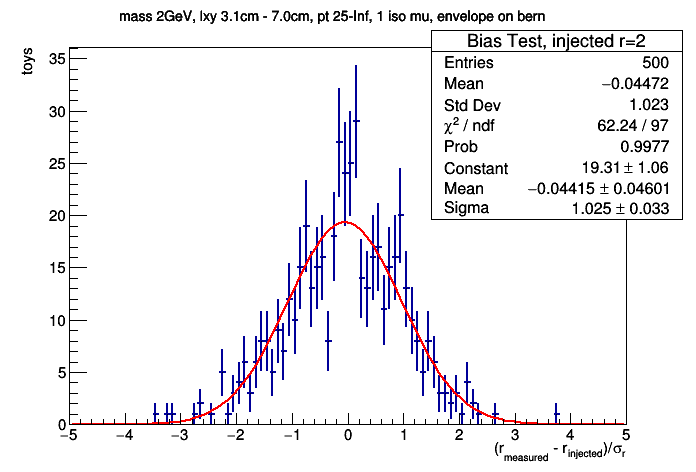 mass 2GeV, lxy 3.1cm - 7.0cm, pt 25-Inf, 1 iso mu, envelope on bern
Bias Test, injected r=2
Entries 500
Mean −0.04472
Std Dev 1.023
χ² / ndf 62.24 / 97
Prob 0.9977
Constant 19.31 ± 1.06
Mean −0.04415 ± 0.04601
Sigma 1.025 ± 0.033
toys
35
30
25
20
15
10
5
0
−5 −4 −3 −2 −1 0 1 2 3 4 5
(r_measured - r_injected)/σ_r